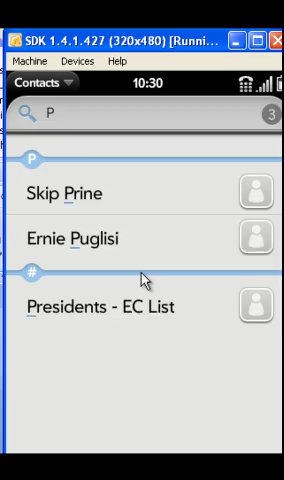 SDK 1.4.1.427 (320x480) [Runni...
Machine Devices Help
Contacts 10:30
P 3
P
Skip Prine
Ernie Puglisi
#
Presidents - EC List